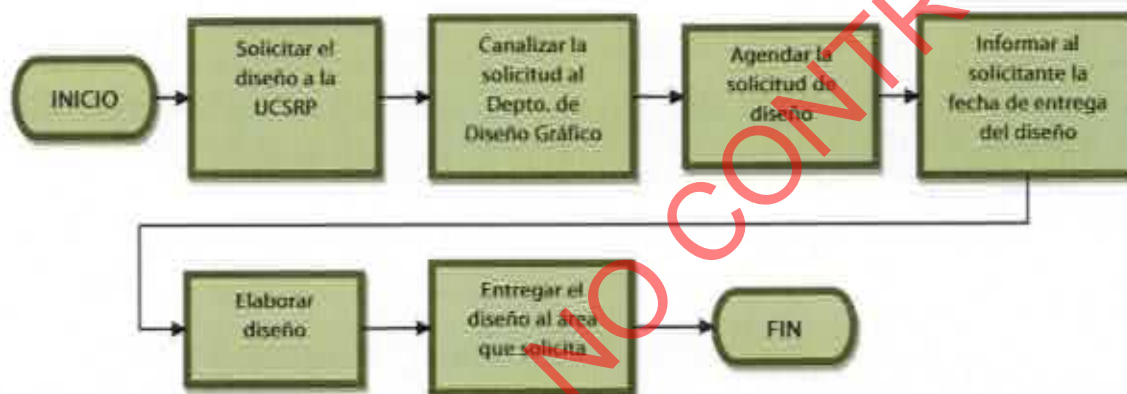 INICIO
Solicitar el
diseño a la
UCSRP
Canalizar la
solicitud al
Depto. de
Diseño Gráfico
Agendar la
solicitud de
diseño
Informar al
solicitante la
fecha de entrega
del diseño
Elaborar
diseño
Entregar el
diseño al área
que solicita
FIN
NO CONTR